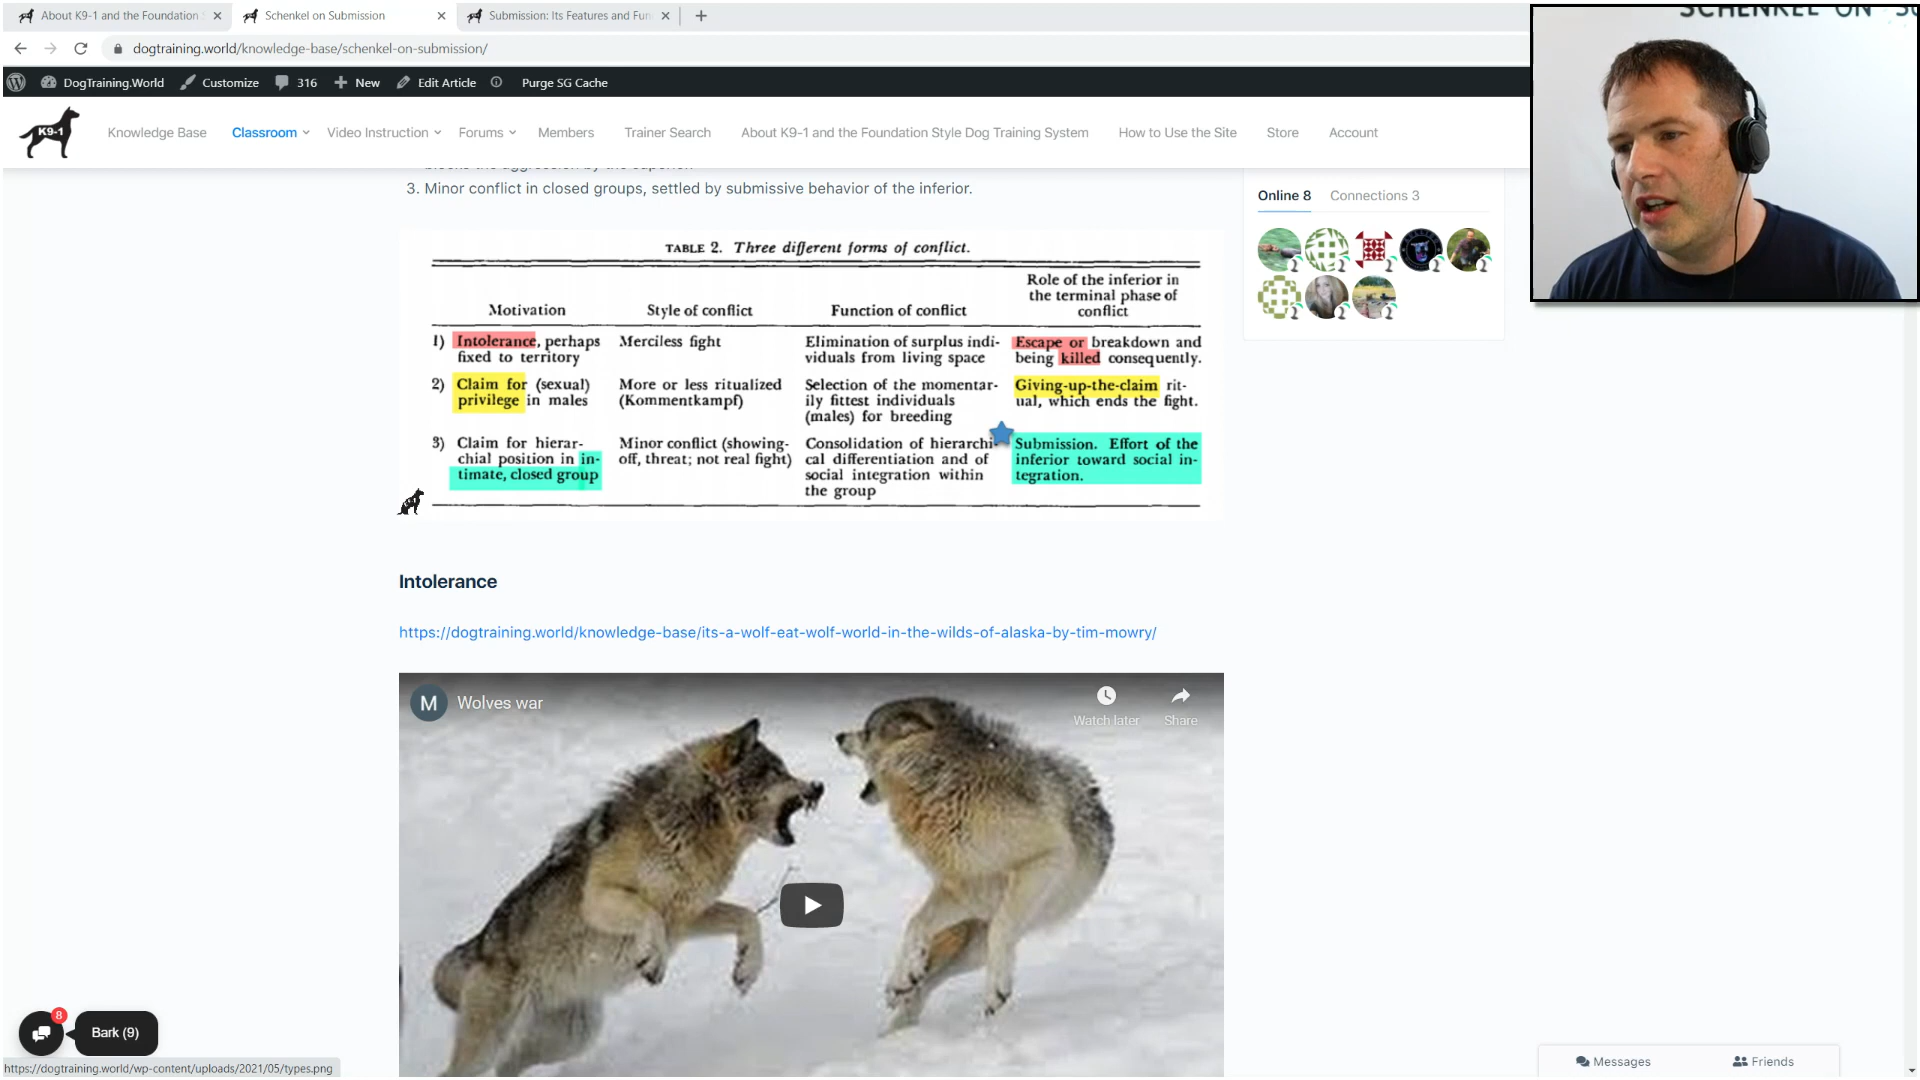 About K9-1 and the Foundation S
Schenkel on Submission
Submission: Its Features and Fun
dogtraining.world/knowledge-base/schenkel-on-submission/
DogTraining.World
Customize
316
New
Edit Article
Purge SG Cache
K9-1
Knowledge Base
Classroom
Video Instruction
Forums
Members
Trainer Search
About K9-1 and the Foundation Style Dog Training System
How to Use the Site
Store
Account
SCHENKEL ON
blocks the aggression by the superior.
3. Minor conflict in closed groups, settled by submissive behavior of the inferior.
Online 8
Connections 3
TABLE 2. Three different forms of conflict.
Motivation
Style of conflict
Function of conflict
Role of the inferior in
the terminal phase of
conflict
1) Intolerance, perhaps
fixed to territory
Merciless fight
Elimination of surplus indi-
viduals from living space
Escape or breakdown and
being killed consequently.
2) Claim for (sexual)
privilege in males
More or less ritualized
(Kommentkampf)
Selection of the momentar-
ily fittest individuals
(males) for breeding
Giving-up-the-claim rit-
ual, which ends the fight.
3) Claim for hierar-
chial position in in-
timate, closed group
Minor conflict (showing-
off, threat; not real fight)
Consolidation of hierarchi-
cal differentiation and of
social integration within
the group
Submission. Effort of the
inferior toward social in-
tegration.
Intolerance
https://dogtraining.world/knowledge-base/its-a-wolf-eat-wolf-world-in-the-wilds-of-alaska-by-tim-mowry/
M
Wolves war
Watch later
Share
8
Bark (9)
https://dogtraining.world/wp-content/uploads/2021/05/types.png
Messages
Friends